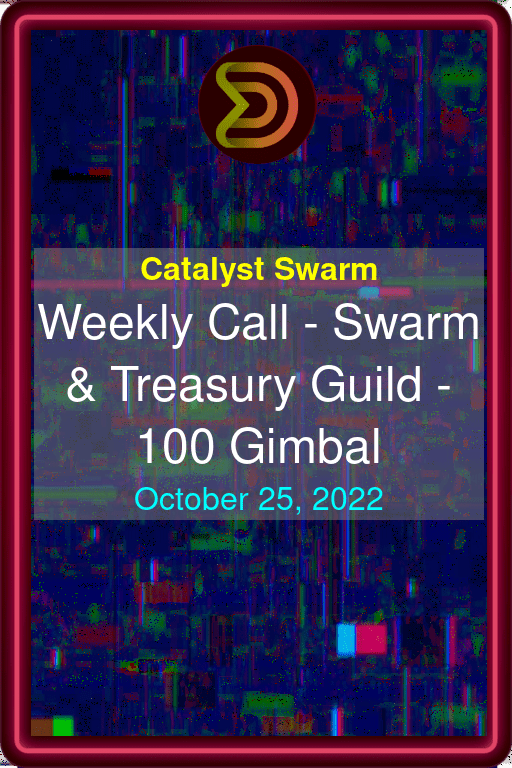 Catalyst Swarm
Weekly Call - Swarm
& Treasury Guild -
100 Gimbal
October 25, 2022